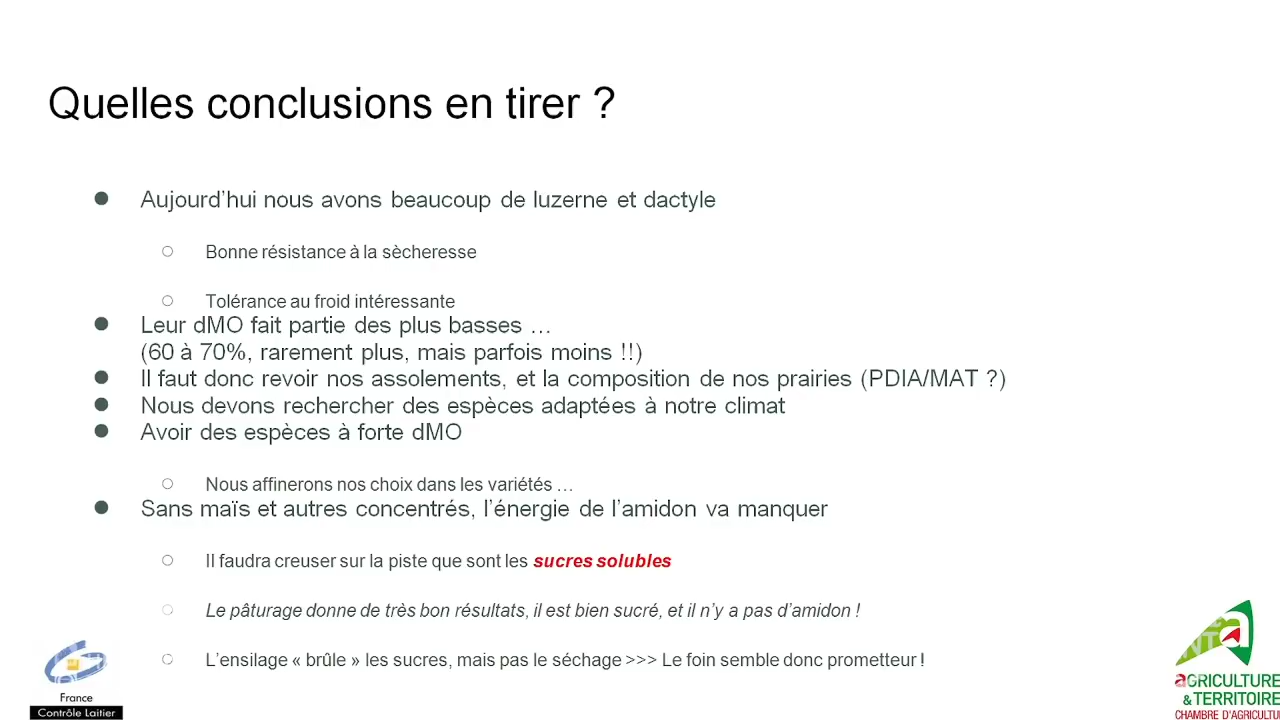 Quelles conclusions en tirer ?
Aujourd'hui nous avons beaucoup de luzerne et dactyle
Bonne résistance à la sècheresse
Tolérance au froid intéressante
Leur dMO fait partie des plus basses …
(60 à 70%, rarement plus, mais parfois moins !!)
Il faut donc revoir nos assolements, et la composition de nos prairies (PDIA/MAT ?)
Nous devons rechercher des espèces adaptées à notre climat
Avoir des espèces à forte dMO
Nous affinerons nos choix dans les variétés …
Sans maïs et autres concentrés, l'énergie de l'amidon va manquer
Il faudra creuser sur la piste que sont les sucres solubles
Le pâturage donne de très bon résultats, il est bien sucré, et il n'y a pas d'amidon !
L'ensilage « brûle » les sucres, mais pas le séchage >>> Le foin semble donc prometteur !
France
Contrôle Laitier
a
aGRICULTURE
& TERRITOIRE
CHAMBRE D'AGRICULTU